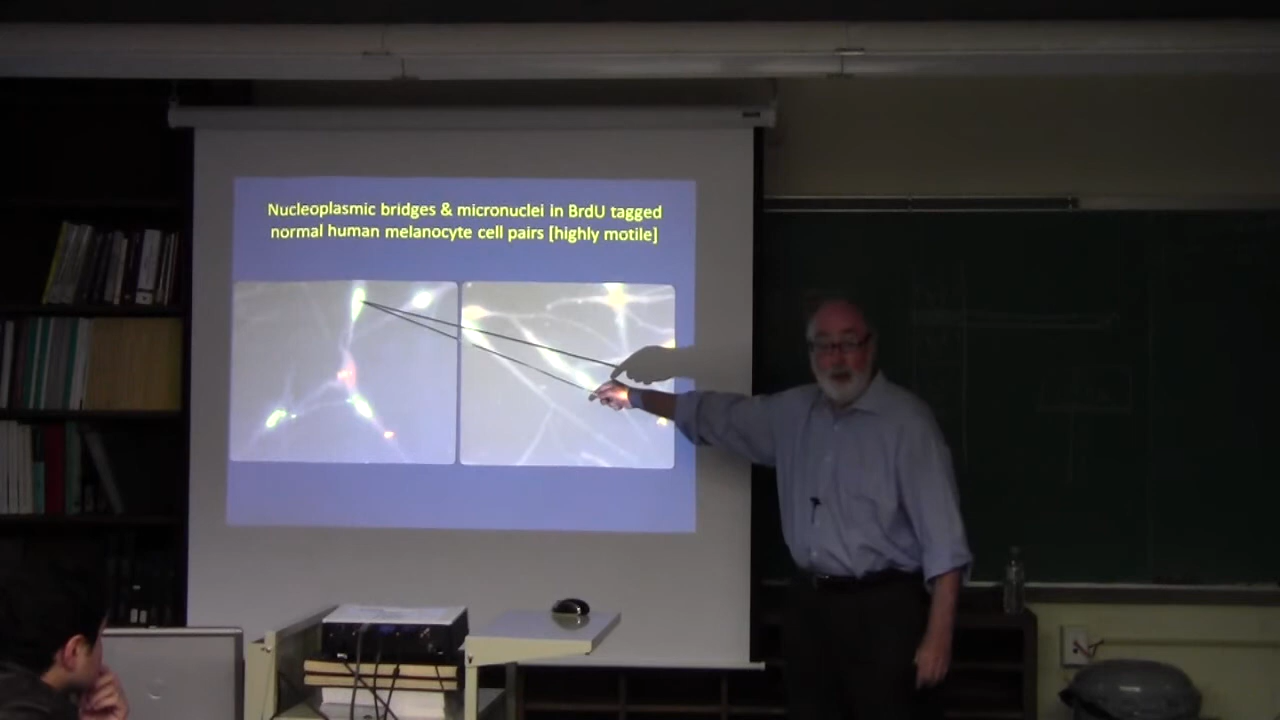 Nucleoplasmic bridges & micronuclei in BrdU tagged
normal human melanocyte cell pairs [highly motile]